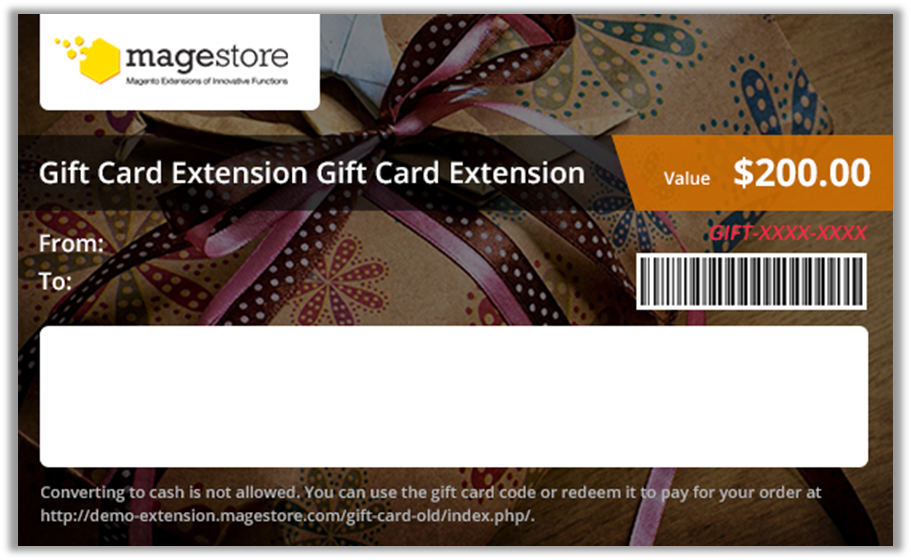 magestore
Magento Extensions of Innovative Functions
Gift Card Extension Gift Card Extension
Value $200.00
GIFT-XXXX-XXXX
From:
To:
Converting to cash is not allowed. You can use the gift card code or redeem it to pay for your order at
http://demo-extension.magestore.com/gift-card-old/index.php/.